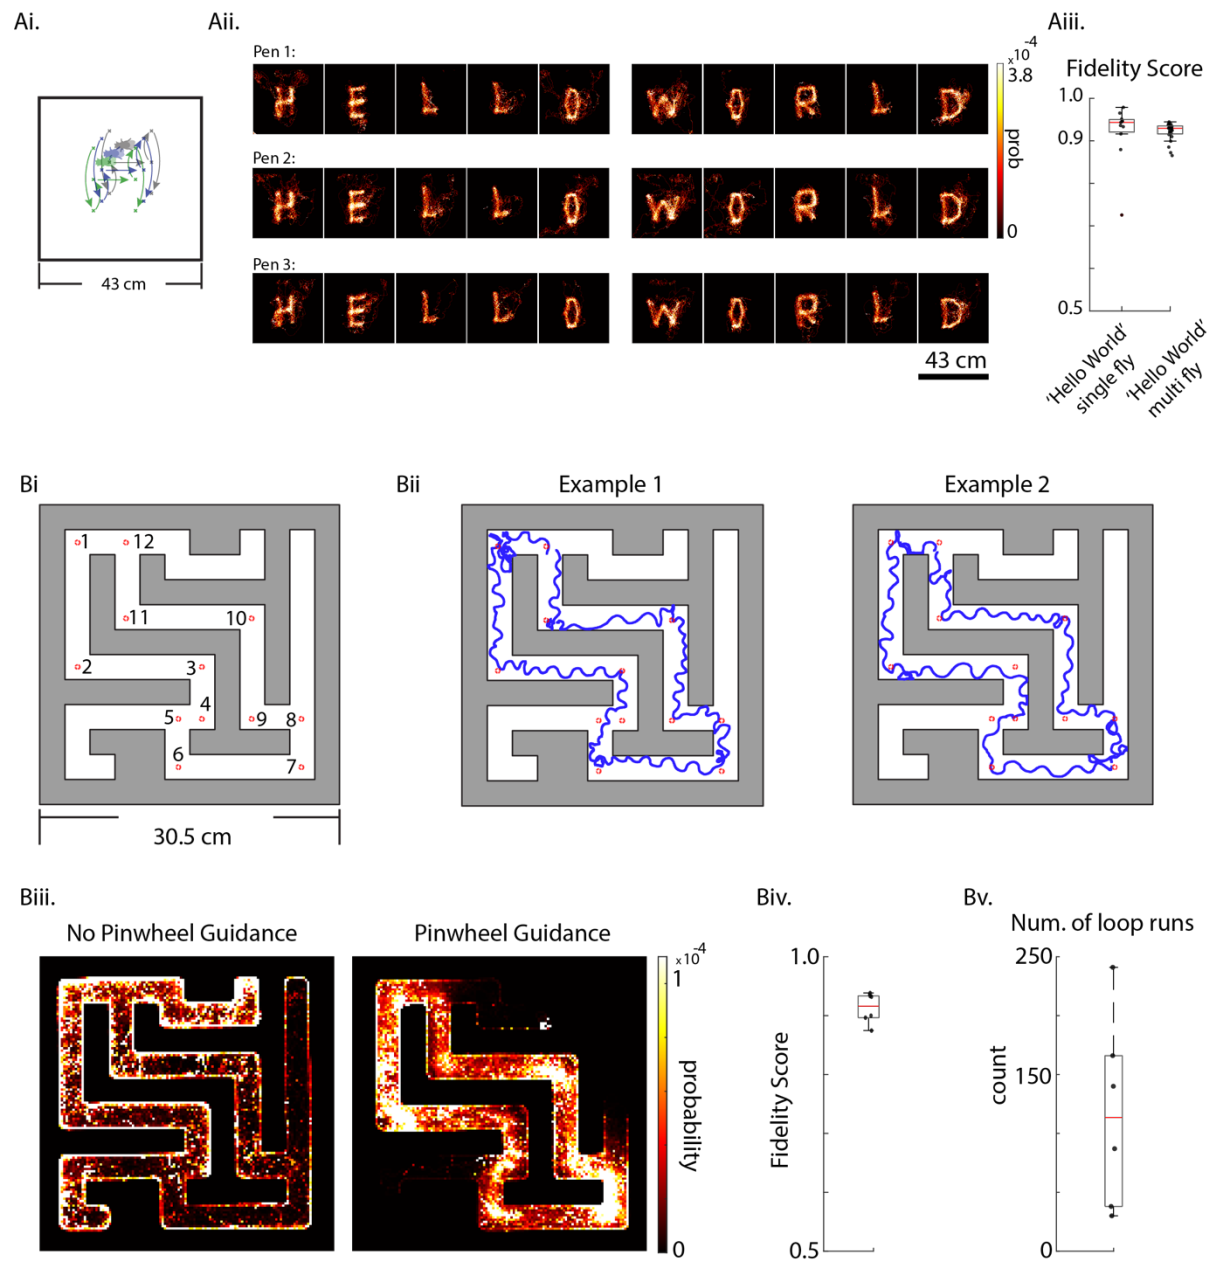 Ai.
43 cm
Aii.
Pen 1:
H E L L O W O R L D
Pen 2:
H E L L O W O R L D
Pen 3:
H E L L O W O R L D
43 cm
x10^-4
3.8
prob
0
Aiii.
Fidelity Score
1.0
0.9
0.5
‘Hello World’
single fly
‘Hello World’
multi fly
Bi
1
12
11
10
2
3
4
5
9
8
6
7
30.5 cm
Bii
Example 1
Example 2
Biii.
No Pinwheel Guidance
Pinwheel Guidance
x10^-4
1
probability
0
Biv.
1.0
Fidelity Score
0.5
Bv.
Num. of loop runs
250
count
150
0